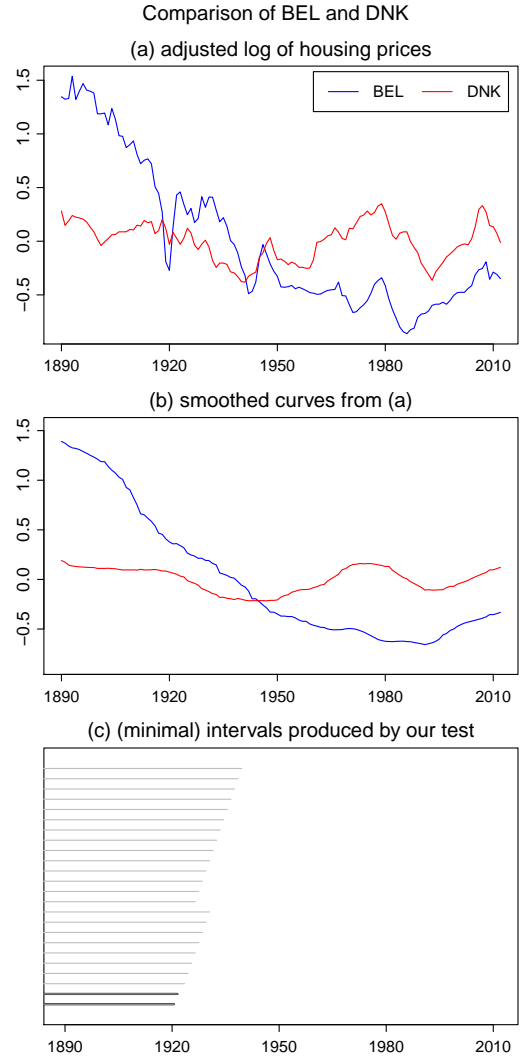 Comparison of BEL and DNK
(a) adjusted log of housing prices
BEL DNK
1.5
1.0
0.5
0.0
−0.5
1890 1920 1950 1980 2010
(b) smoothed curves from (a)
1.5
1.0
0.5
0.0
−0.5
1890 1920 1950 1980 2010
(c) (minimal) intervals produced by our test
1890 1920 1950 1980 2010